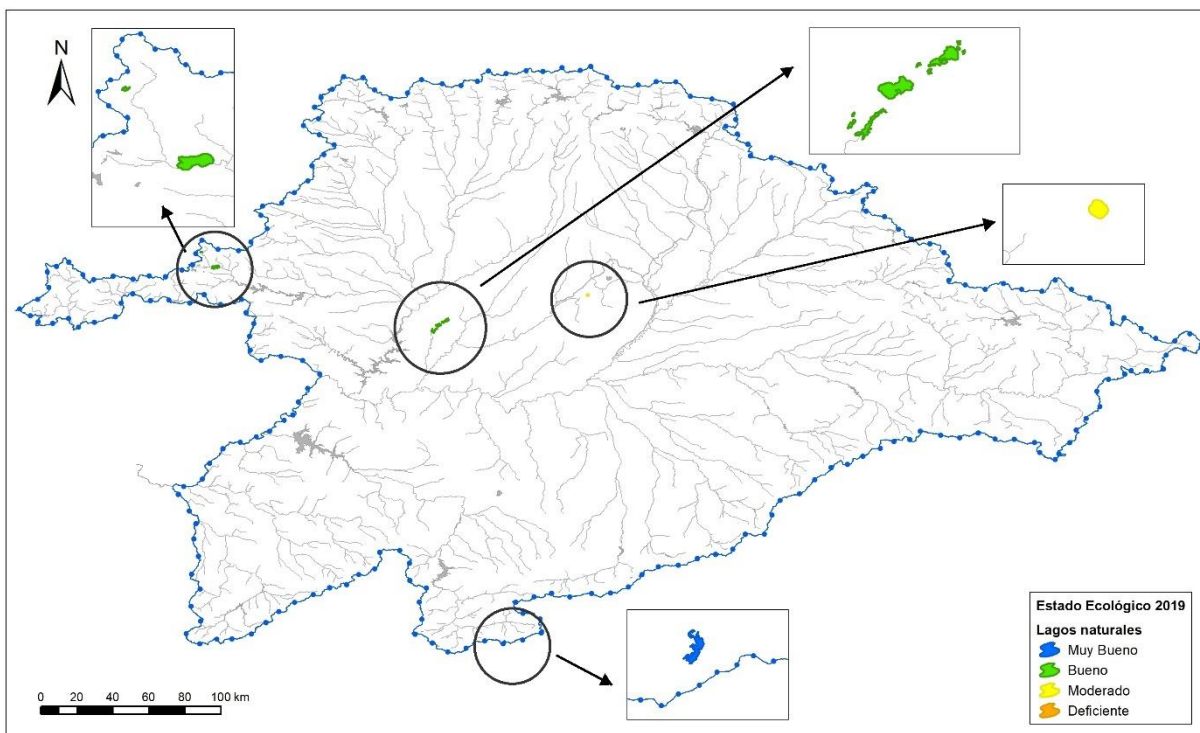 N
0 20 40 60 80 100 km
Estado Ecológico 2019
Lagos naturales
Muy Bueno
Bueno
Moderado
Deficiente